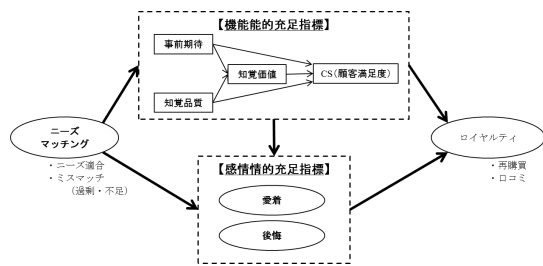 【機能能的充足指標】
事前期待
知覚価値
CS(顧客満足度)
知覚品質
ニーズ
マッチング
・ニーズ適合
・ミスマッチ
（過剰・不足）
【感情情的充足指標】
愛着
後悔
ロイヤルティ
・再購買
・口コミ